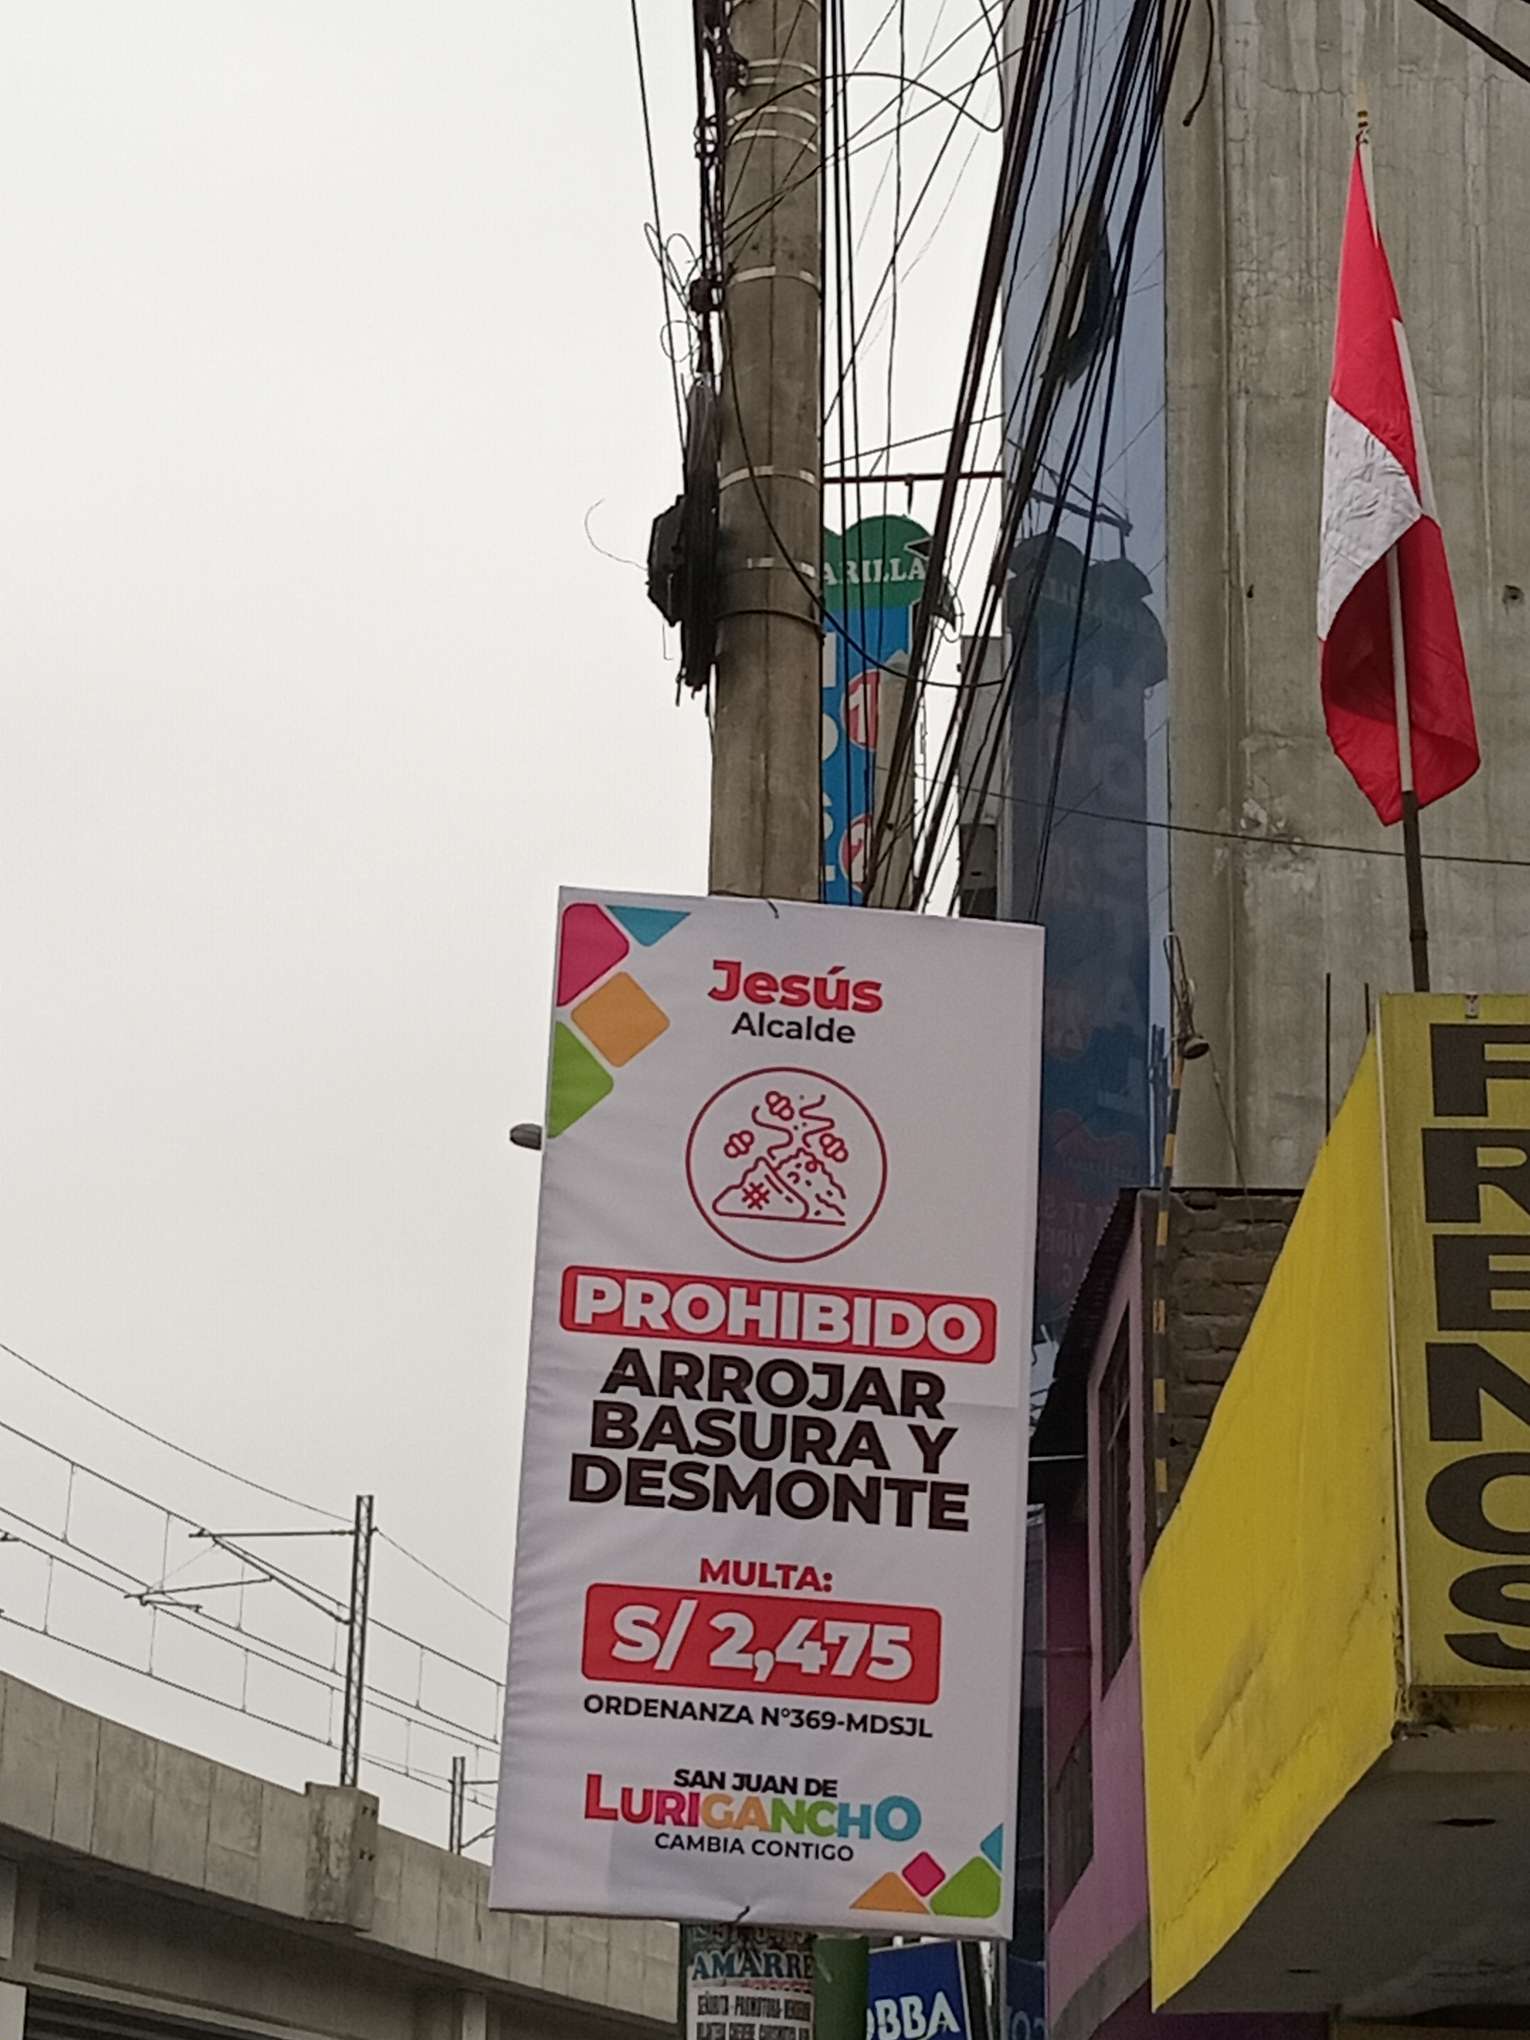 ARILLA
Jesús
Alcalde
PROHIBIDO
ARROJAR
BASURA Y
DESMONTE
MULTA:
S/ 2,475
ORDENANZA N°369-MDSJL
SAN JUAN DE
LURIGANCHO
CAMBIA CONTIGO
FRENOS
AMARRE
OBBA